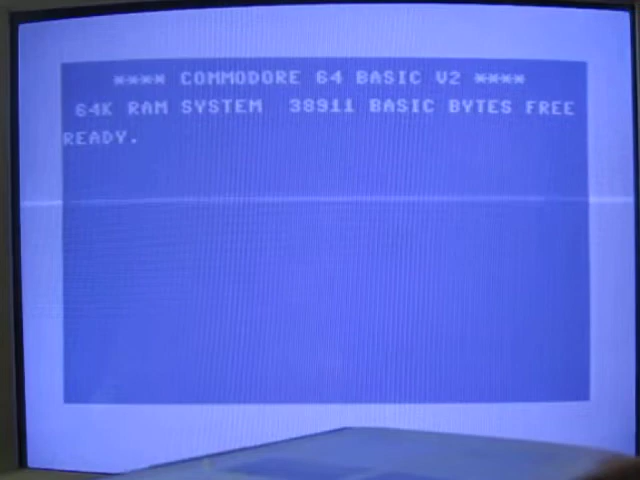 **** COMMODORE 64 BASIC V2 ****
64K RAM SYSTEM 38911 BASIC BYTES FREE
READY.